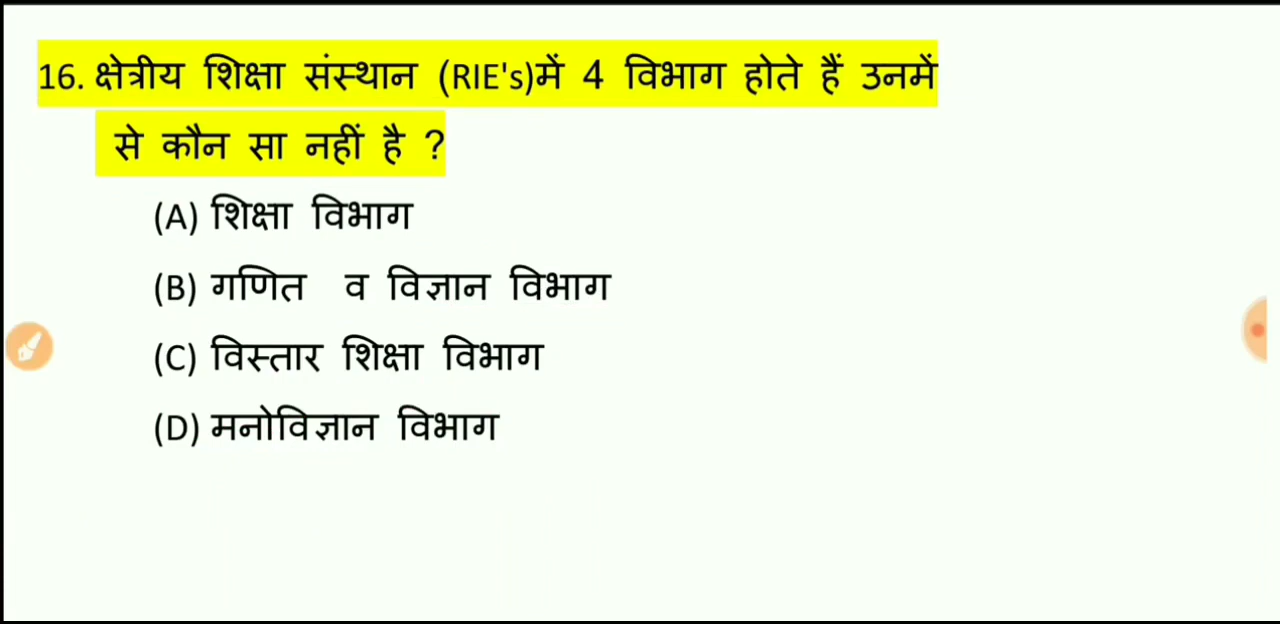 16. क्षेत्रीय शिक्षा संस्थान (RIE's)में 4 विभाग होते हैं उनमें
से कौन सा नहीं है ?
(A) शिक्षा विभाग
(B) गणित व विज्ञान विभाग
(C) विस्तार शिक्षा विभाग
(D) मनोविज्ञान विभाग